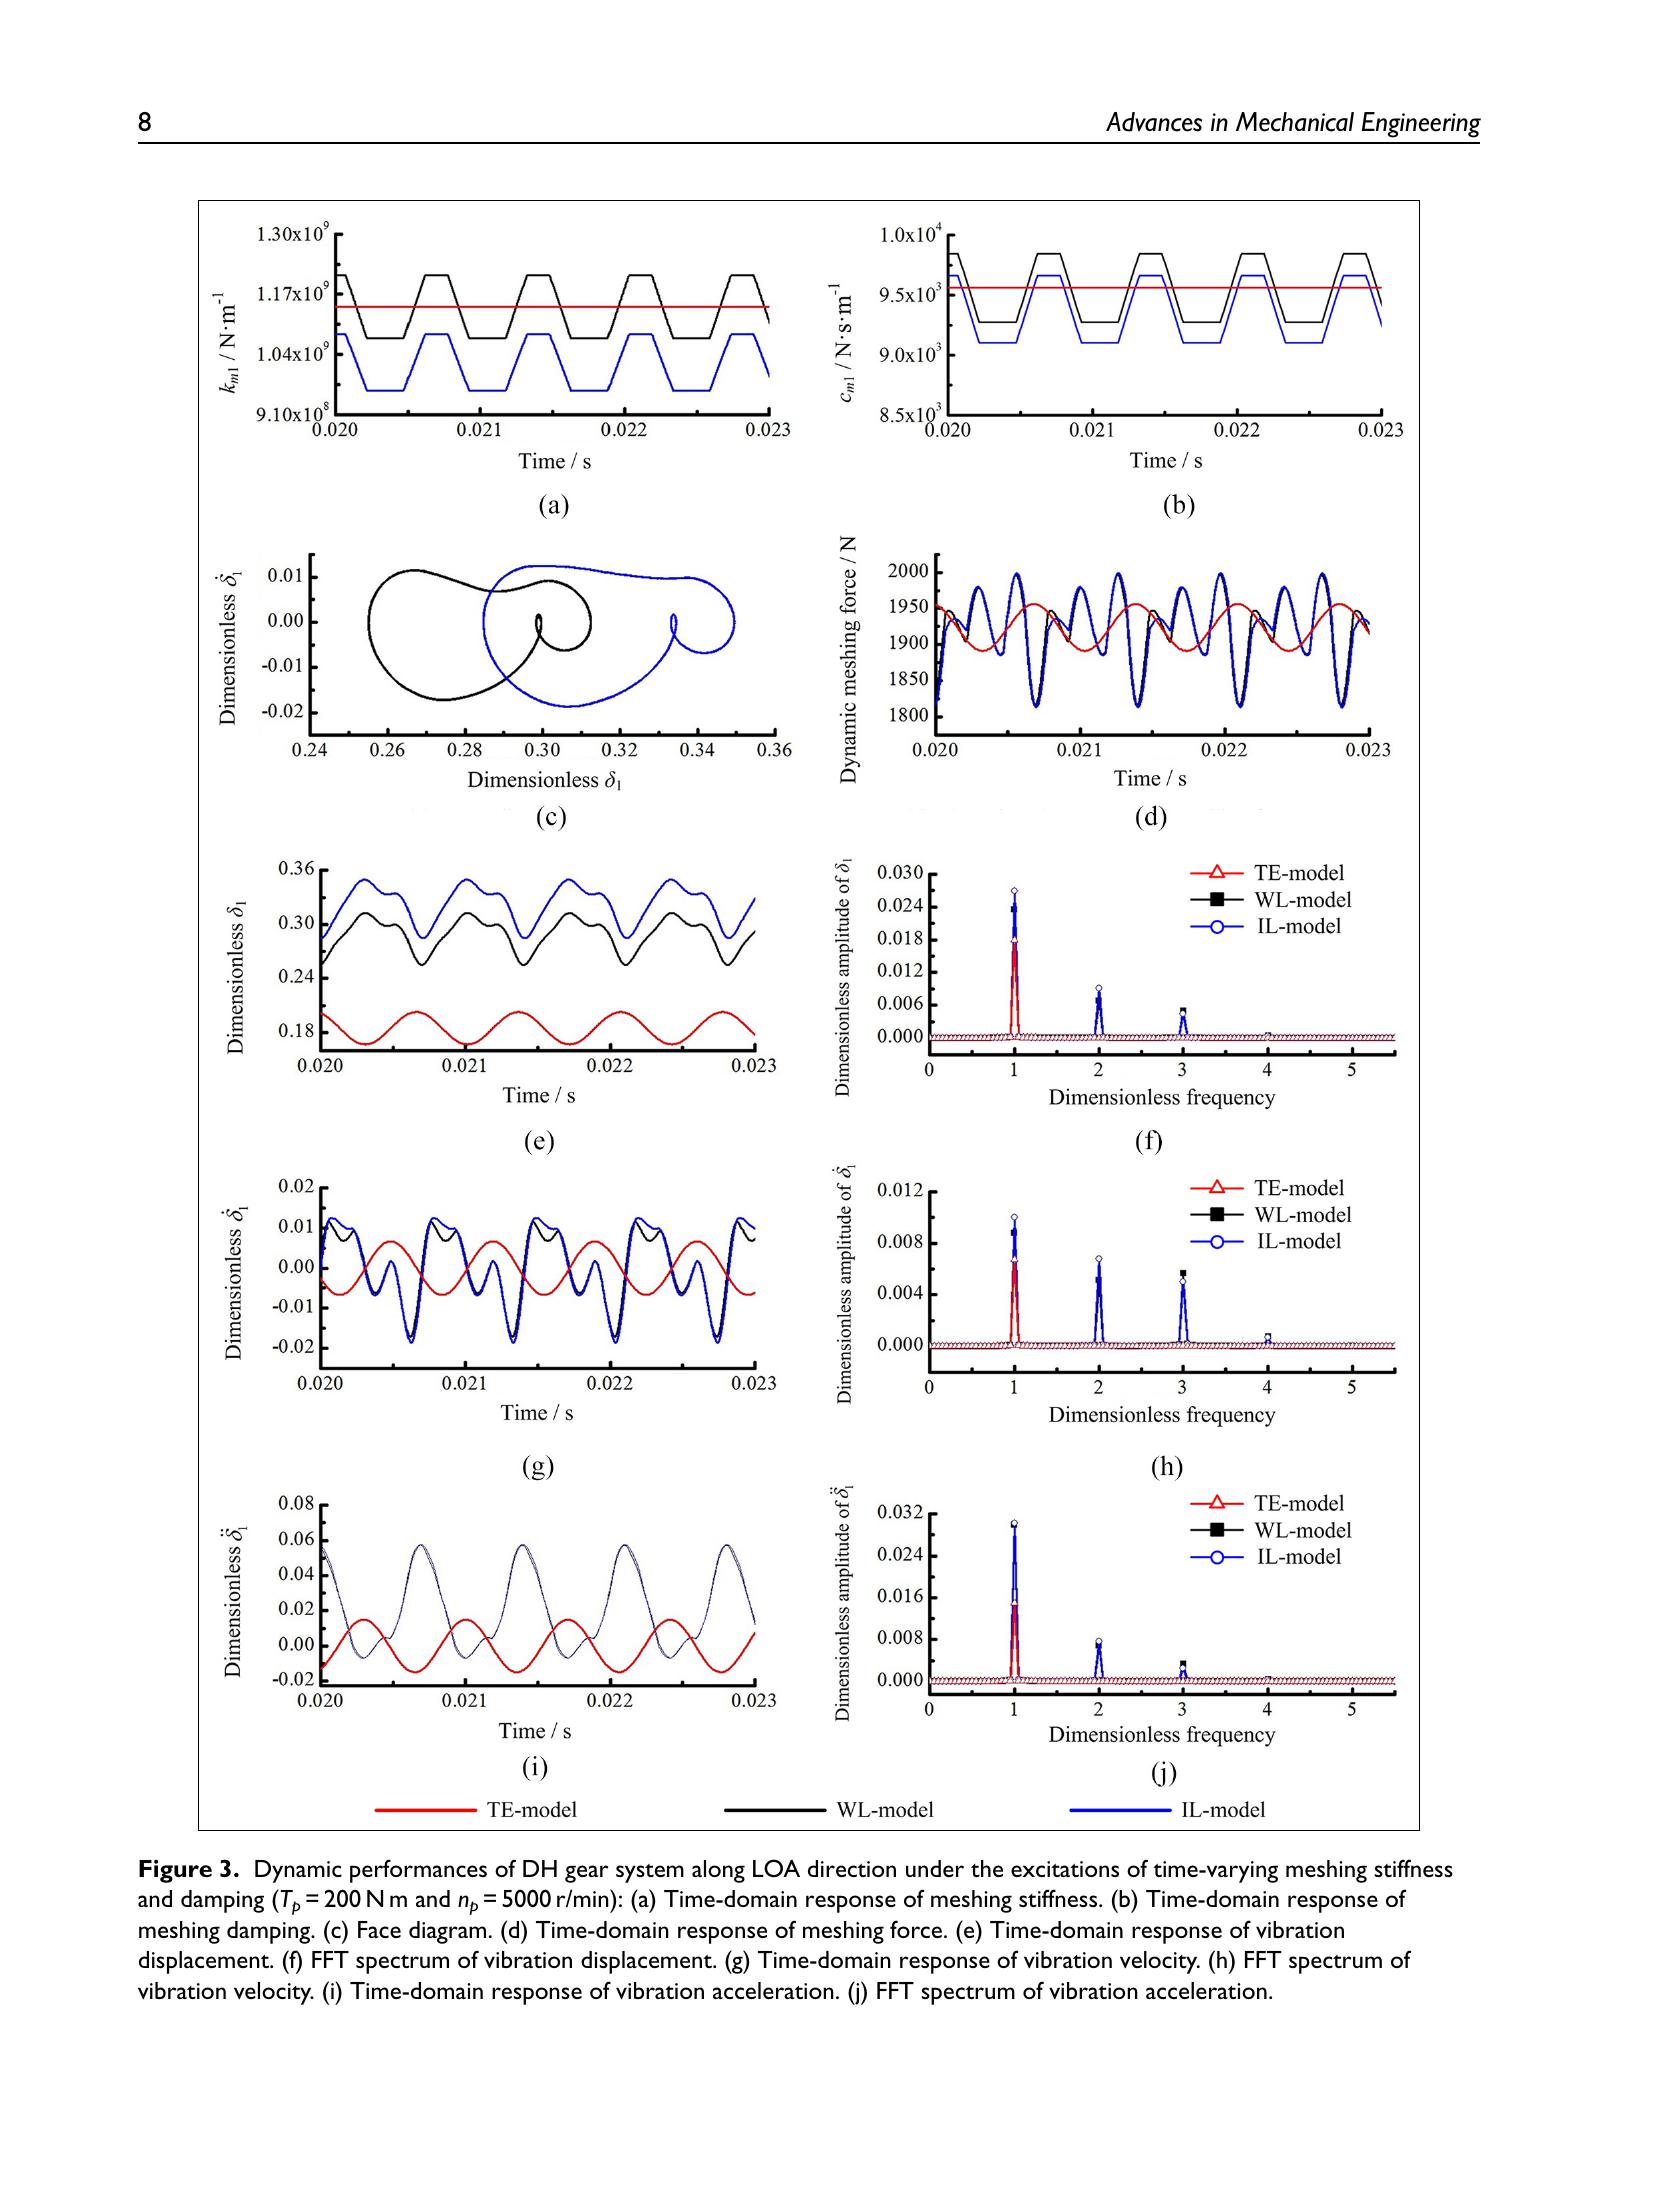 8
Advances in Mechanical Engineering
1.30x10⁹
1.17x10⁹
1.04x10⁹
9.10x10⁸
k_m1 / N·m⁻¹
0.020 0.021 0.022 0.023
Time / s
(a)
1.0x10⁴
9.5x10³
9.0x10³
8.5x10³
c_m1 / N·s·m⁻¹
0.020 0.021 0.022 0.023
Time / s
(b)
0.01
0.00
-0.01
-0.02
Dimensionless δ̇₁
0.24 0.26 0.28 0.30 0.32 0.34 0.36
Dimensionless δ₁
(c)
2000
1950
1900
1850
1800
Dynamic meshing force / N
0.020 0.021 0.022 0.023
Time / s
(d)
0.36
0.30
0.24
0.18
Dimensionless δ₁
0.020 0.021 0.022 0.023
Time / s
(e)
0.030
0.024
0.018
0.012
0.006
0.000
Dimensionless amplitude of δ₁
TE-model
WL-model
IL-model
0 1 2 3 4 5
Dimensionless frequency
(f)
0.02
0.01
0.00
-0.01
-0.02
Dimensionless δ̇₁
0.020 0.021 0.022 0.023
Time / s
(g)
0.012
0.008
0.004
0.000
Dimensionless amplitude of δ̇₁
TE-model
WL-model
IL-model
0 1 2 3 4 5
Dimensionless frequency
(h)
0.08
0.06
0.04
0.02
0.00
-0.02
Dimensionless δ̈₁
0.020 0.021 0.022 0.023
Time / s
(i)
0.032
0.024
0.016
0.008
0.000
Dimensionless amplitude of δ̈₁
TE-model
WL-model
IL-model
0 1 2 3 4 5
Dimensionless frequency
(j)
TE-model WL-model IL-model
Figure 3. Dynamic performances of DH gear system along LOA direction under the excitations of time-varying meshing stiffness
and damping (T_p = 200 N m and n_p = 5000 r/min): (a) Time-domain response of meshing stiffness. (b) Time-domain response of
meshing damping. (c) Face diagram. (d) Time-domain response of meshing force. (e) Time-domain response of vibration
displacement. (f) FFT spectrum of vibration displacement. (g) Time-domain response of vibration velocity. (h) FFT spectrum of
vibration velocity. (i) Time-domain response of vibration acceleration. (j) FFT spectrum of vibration acceleration.